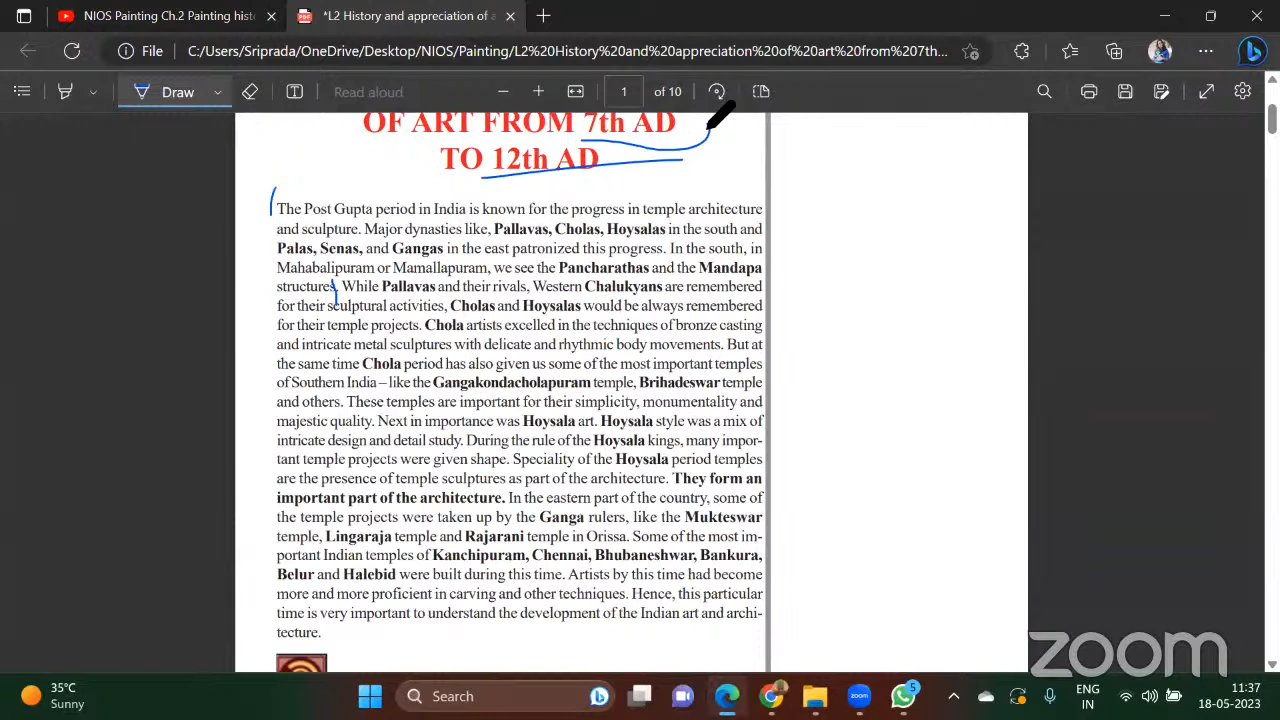 NIOS Painting Ch.2 Painting hist
*L2 History and appreciation of a
File
C:/Users/Sriprada/OneDrive/Desktop/NIOS/Painting/L2%20History%20and%20appreciation%20of%20art%20from%207th...
Draw
Read aloud
1
of 10
OF ART FROM 7th AD
TO 12th AD
The Post Gupta period in India is known for the progress in temple architecture
and sculpture. Major dynasties like, Pallavas, Cholas, Hoysalas in the south and
Palas, Senas, and Gangas in the east patronized this progress. In the south, in
Mahabalipuram or Mamallapuram, we see the Pancharathas and the Mandapa
structures. While Pallavas and their rivals, Western Chalukyans are remembered
for their sculptural activities, Cholas and Hoysalas would be always remembered
for their temple projects. Chola artists excelled in the techniques of bronze casting
and intricate metal sculptures with delicate and rhythmic body movements. But at
the same time Chola period has also given us some of the most important temples
of Southern India – like the Gangakondacholapuram temple, Brihadeswar temple
and others. These temples are important for their simplicity, monumentality and
majestic quality. Next in importance was Hoysala art. Hoysala style was a mix of
intricate design and detail study. During the rule of the Hoysala kings, many impor-
tant temple projects were given shape. Speciality of the Hoysala period temples
are the presence of temple sculptures as part of the architecture. They form an
important part of the architecture. In the eastern part of the country, some of
the temple projects were taken up by the Ganga rulers, like the Mukteswar
temple, Lingaraja temple and Rajarani temple in Orissa. Some of the most im-
portant Indian temples of Kanchipuram, Chennai, Bhubaneshwar, Bankura,
Belur and Halebid were built during this time. Artists by this time had become
more and more proficient in carving and other techniques. Hence, this particular
time is very important to understand the development of the Indian art and archi-
tecture.
zoom
35°C
Sunny
Search
zoom
5
ENG
IN
11:37
18-05-2023